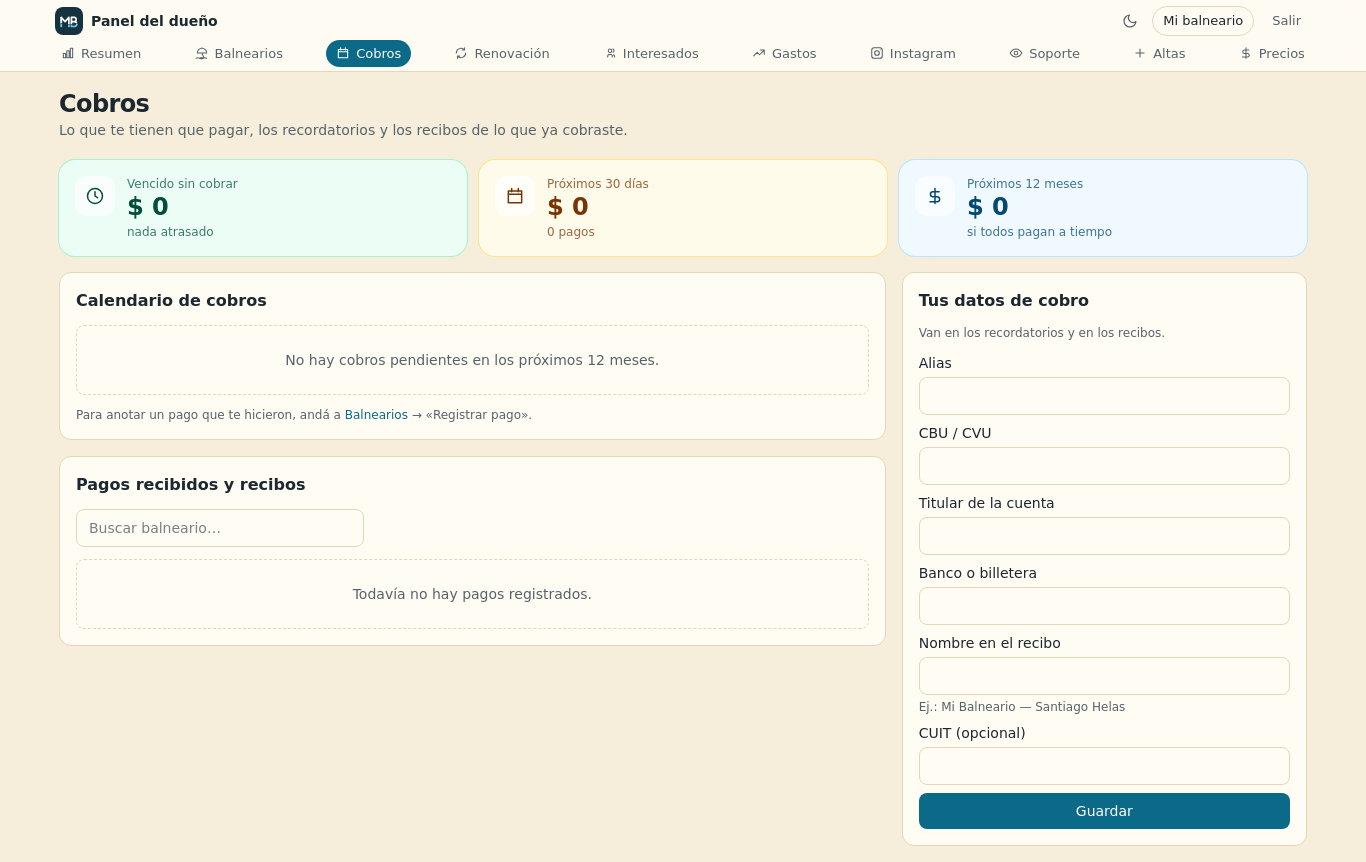 MB Panel del dueño
Mi balneario
Salir
Resumen
Balnearios
Cobros
Renovación
Interesados
Gastos
Instagram
Soporte
Altas
Precios
Cobros
Lo que te tienen que pagar, los recordatorios y los recibos de lo que ya cobraste.
Vencido sin cobrar
$ 0
nada atrasado
Próximos 30 días
$ 0
0 pagos
Próximos 12 meses
$ 0
si todos pagan a tiempo
Calendario de cobros
No hay cobros pendientes en los próximos 12 meses.
Para anotar un pago que te hicieron, andá a Balnearios → «Registrar pago».
Pagos recibidos y recibos
Buscar balneario…
Todavía no hay pagos registrados.
Tus datos de cobro
Van en los recordatorios y en los recibos.
Alias
CBU / CVU
Titular de la cuenta
Banco o billetera
Nombre en el recibo
Ej.: Mi Balneario — Santiago Helas
CUIT (opcional)
Guardar